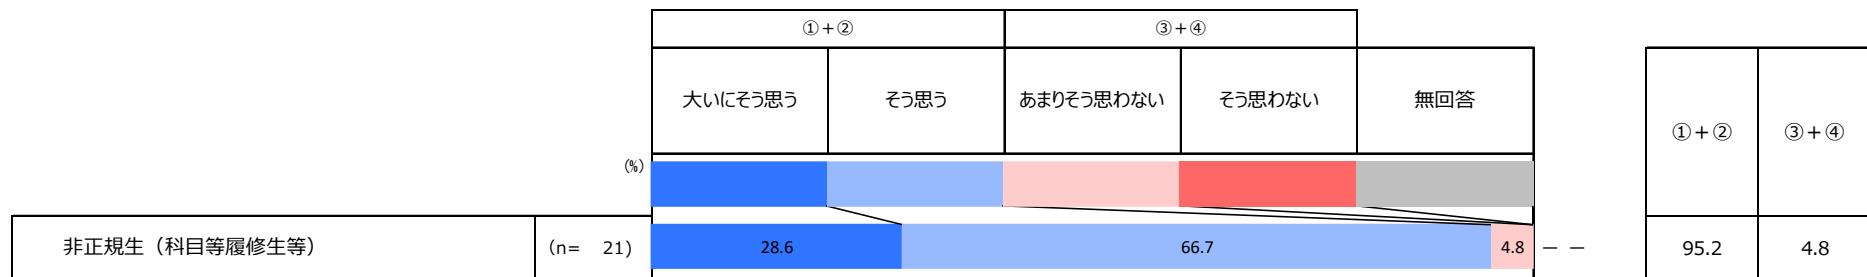 ①+② ③+④
大いにそう思う そう思う あまりそう思わない そう思わない 無回答 ①+② ③+④
(%)
非正規生（科目等履修生等） (n= 21) 28.6 66.7 4.8 － － 95.2 4.8